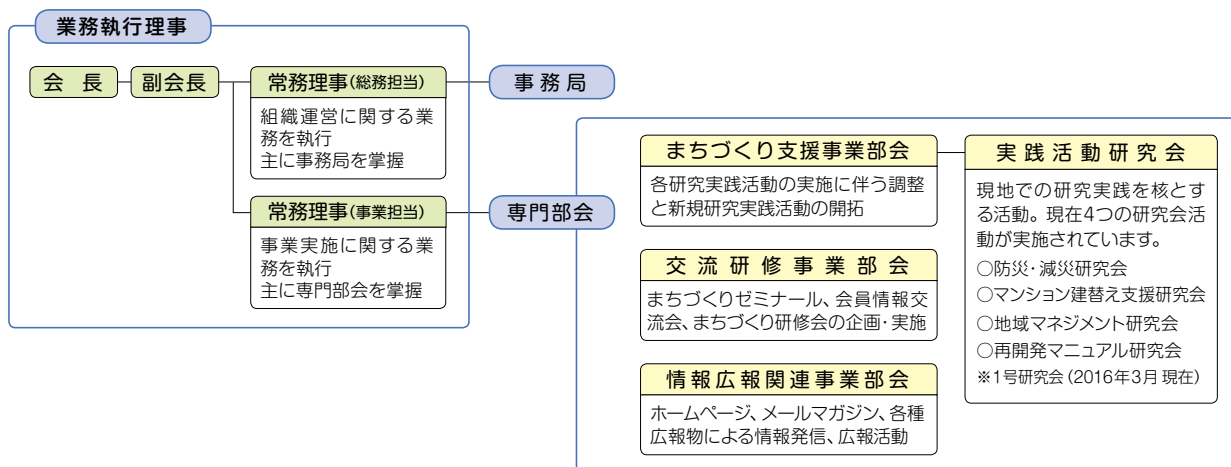 業務執行理事
会長
副会長
常務理事(総務担当)
組織運営に関する業
務を執行
主に事務局を掌握
常務理事(事業担当)
事業実施に関する業
務を執行
主に専門部会を掌握
事務局
専門部会
まちづくり支援事業部会
各研究実践活動の実施に伴う調整
と新規研究実践活動の開拓
交流研修事業部会
まちづくりゼミナール、会員情報交
流会、まちづくり研修会の企画・実施
情報広報関連事業部会
ホームページ、メールマガジン、各種
広報物による情報発信、広報活動
実践活動研究会
現地での研究実践を核とす
る活動。現在4つの研究会活
動が実施されています。
○防災・減災研究会
○マンション建替え支援研究会
○地域マネジメント研究会
○再開発マニュアル研究会
※1号研究会(2016年3月現在)